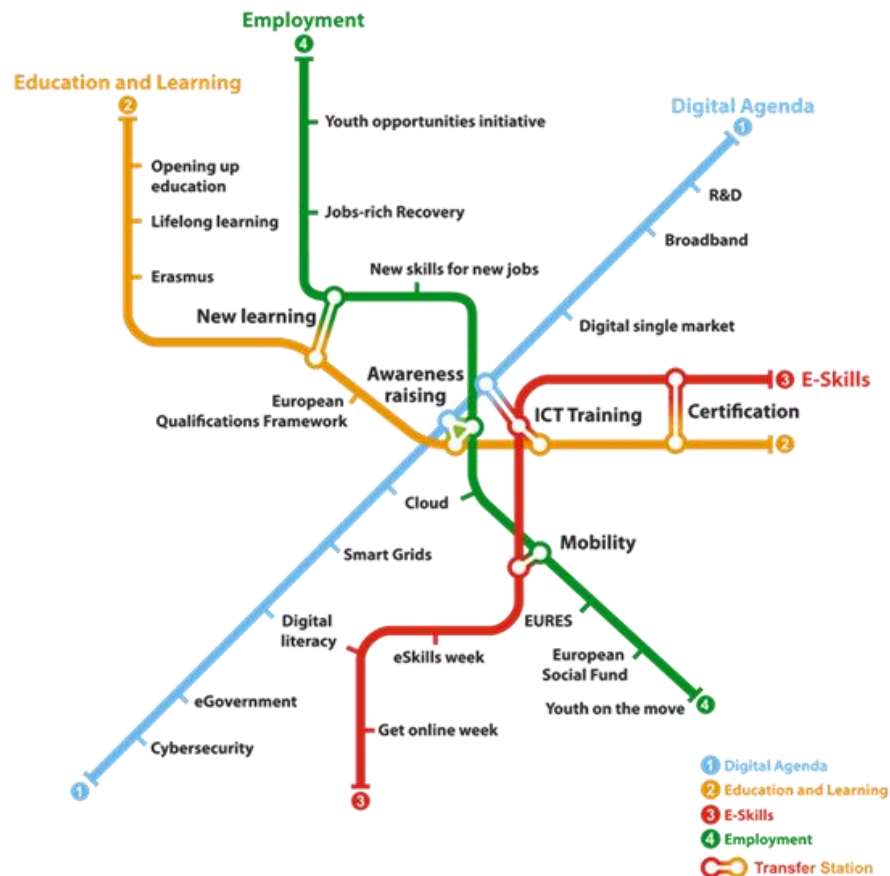 Employment
4
Education and Learning
2
Digital Agenda
1
Youth opportunities initiative
Opening up
education
R&D
Jobs-rich Recovery
Lifelong learning
Broadband
New skills for new jobs
Erasmus
New learning
Digital single market
Awareness
raising
3 E-Skills
European
Qualifications Framework
ICT Training
Certification
2
Cloud
Mobility
Smart Grids
Digital
literacy
EURES
eSkills week
European
Social Fund
eGovernment
Youth on the move
4
Get online week
Cybersecurity
1
3
1 Digital Agenda
2 Education and Learning
3 E-Skills
4 Employment
Transfer Station